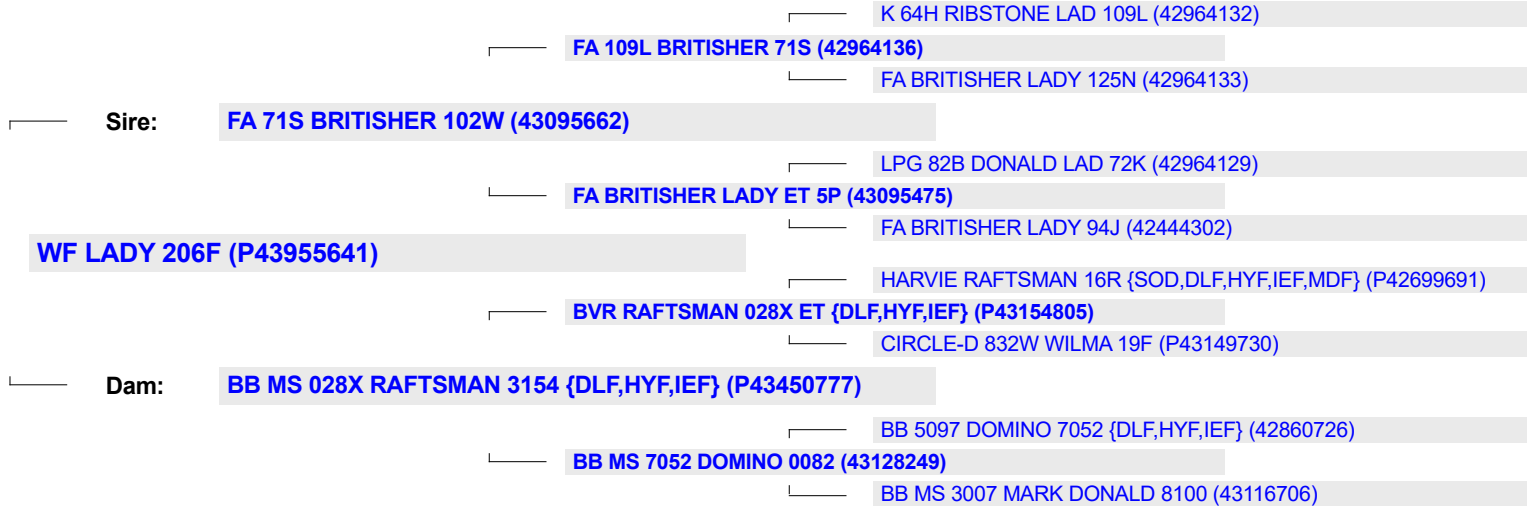 K 64H RIBSTONE LAD 109L (42964132)
FA 109L BRITISHER 71S (42964136)
FA BRITISHER LADY 125N (42964133)
Sire: FA 71S BRITISHER 102W (43095662)
LPG 82B DONALD LAD 72K (42964129)
FA BRITISHER LADY ET 5P (43095475)
FA BRITISHER LADY 94J (42444302)
WF LADY 206F (P43955641)
HARVIE RAFTSMAN 16R {SOD,DLF,HYF,IEF,MDF} (P42699691)
BVR RAFTSMAN 028X ET {DLF,HYF,IEF} (P43154805)
CIRCLE-D 832W WILMA 19F (P43149730)
Dam: BB MS 028X RAFTSMAN 3154 {DLF,HYF,IEF} (P43450777)
BB 5097 DOMINO 7052 {DLF,HYF,IEF} (42860726)
BB MS 7052 DOMINO 0082 (43128249)
BB MS 3007 MARK DONALD 8100 (43116706)